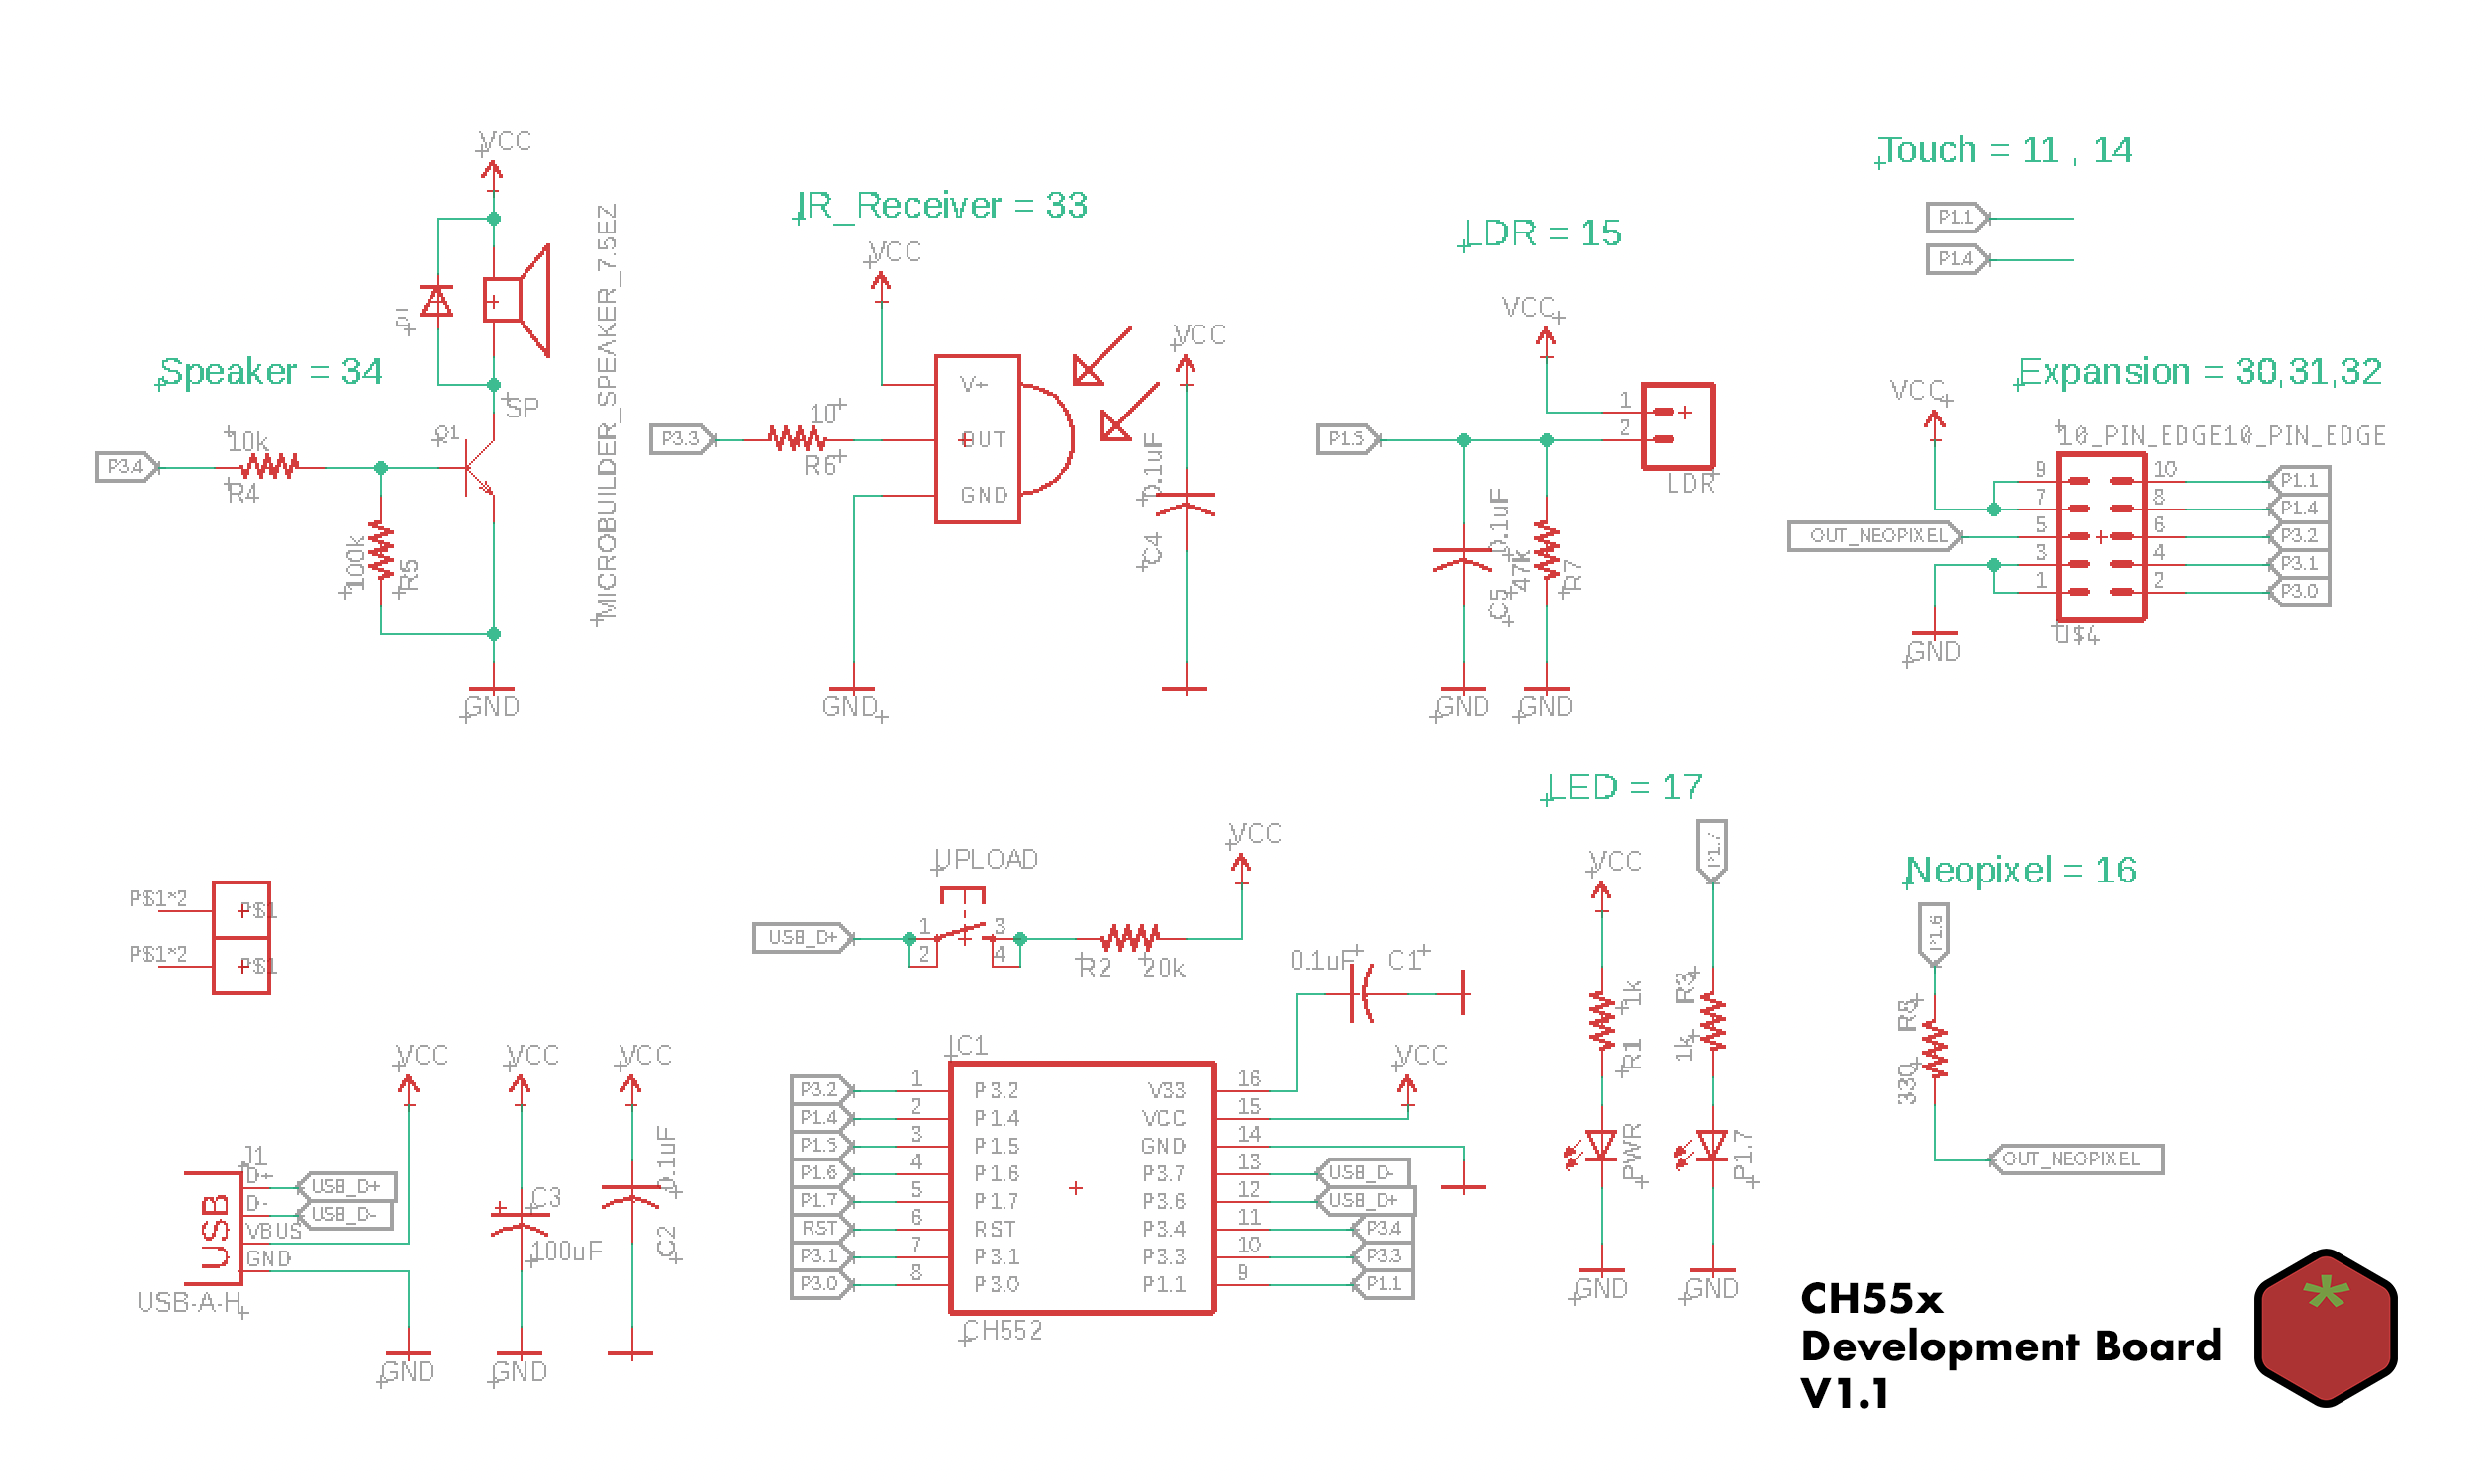 VCC
Speaker = 34
P3.4
10k
R4
100k
R5
Q1
SP
MICROBUILDER_SPEAKER_7.5EZ
GND
IR_Receiver = 33
VCC
P3.3
10
R6
V+
OUT
GND
GND
VCC
0.1uF
C4
LDR = 15
VCC
P1.5
1
2
LDR
0.1uF
C5
47k
R7
GND
GND
Touch = 11 , 14
P1.1
P1.4
Expansion = 30,31,32
VCC
10_PIN_EDGE10_PIN_EDGE
9
10
P1.1
7
8
P1.4
OUT_NEOPIXEL
5
6
P3.2
3
4
P3.1
1
2
P3.0
U$4
GND
P$1*2
P$1
P$1*2
P$1
UPLOAD
USB_D+
1
2
3
4
R2
20k
VCC
0.1uF
C1
VCC
J1
D+
USB_D+
D-
USB_D-
VBUS
GND
USB
USB-A-H
GND
VCC
C3
100uF
GND
VCC
0.1uF
C2
IC1
VCC
P3.2
1
P3.2
V33
16
P1.4
2
P1.4
VCC
15
P1.5
3
P1.5
GND
14
P1.6
4
P1.6
P3.7
13
USB_D-
P1.7
5
P1.7
P3.6
12
USB_D+
RST
6
RST
P3.4
11
P3.4
P3.1
7
P3.1
P3.3
10
P3.3
P3.0
8
P3.0
P1.1
9
P1.1
CH552
LED = 17
VCC
P1.7
1k
R1
R3
1k
PWR
P1.7
GND
GND
Neopixel = 16
P1.6
330
OUT_NEOPIXEL
CH55x
Development Board
V1.1